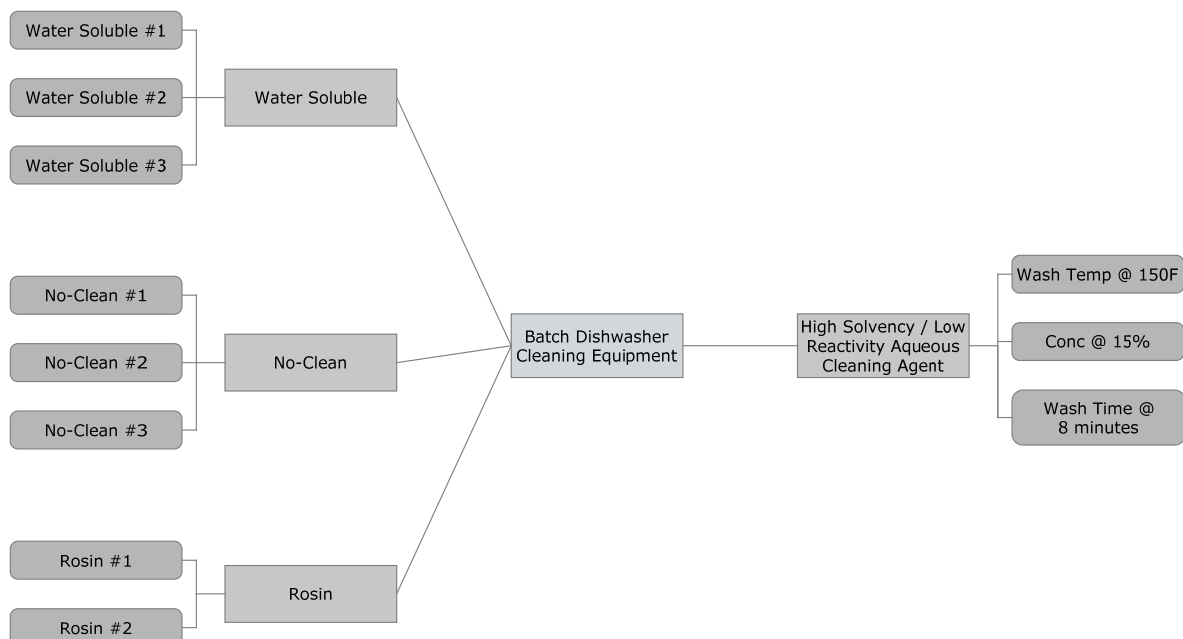 Water Soluble #1
Water Soluble #2
Water Soluble #3
Water Soluble
No-Clean #1
No-Clean #2
No-Clean #3
No-Clean
Rosin #1
Rosin #2
Rosin
Batch Dishwasher
Cleaning Equipment
High Solvency / Low
Reactivity Aqueous
Cleaning Agent
Wash Temp @ 150F
Conc @ 15%
Wash Time @
8 minutes